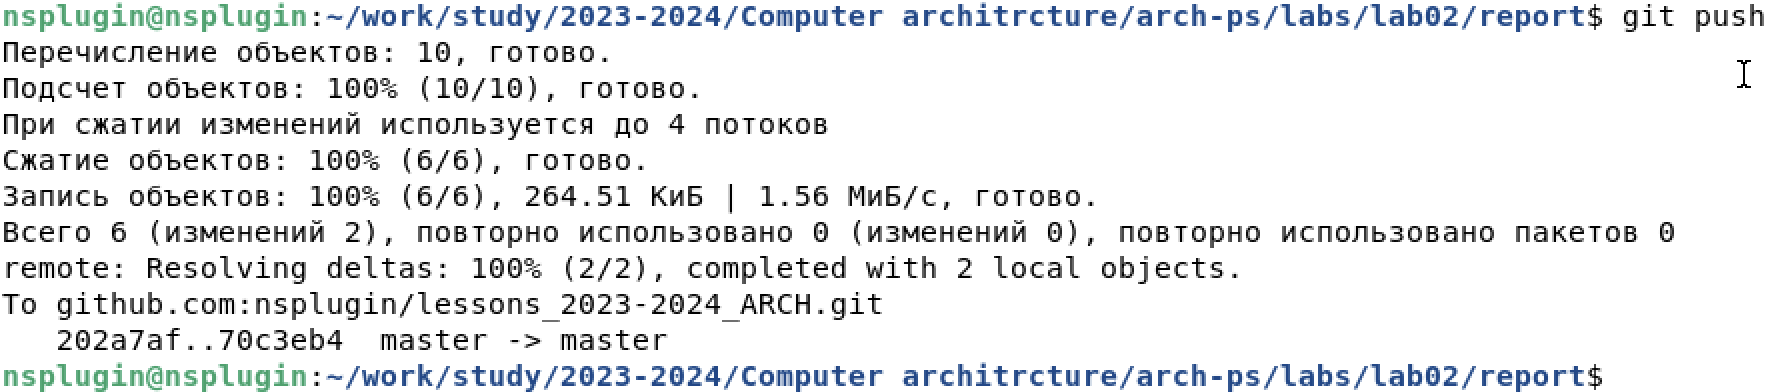 nsplugin@nsplugin:~/work/study/2023-2024/Computer architrcture/arch-ps/labs/lab02/report$ git push
Перечисление объектов: 10, готово.
Подсчет объектов: 100% (10/10), готово.
При сжатии изменений используется до 4 потоков
Сжатие объектов: 100% (6/6), готово.
Запись объектов: 100% (6/6), 264.51 КиБ | 1.56 МиБ/с, готово.
Всего 6 (изменений 2), повторно использовано 0 (изменений 0), повторно использовано пакетов 0
remote: Resolving deltas: 100% (2/2), completed with 2 local objects.
To github.com:nsplugin/lessons_2023-2024_ARCH.git
   202a7af..70c3eb4  master -> master
nsplugin@nsplugin:~/work/study/2023-2024/Computer architrcture/arch-ps/labs/lab02/report$